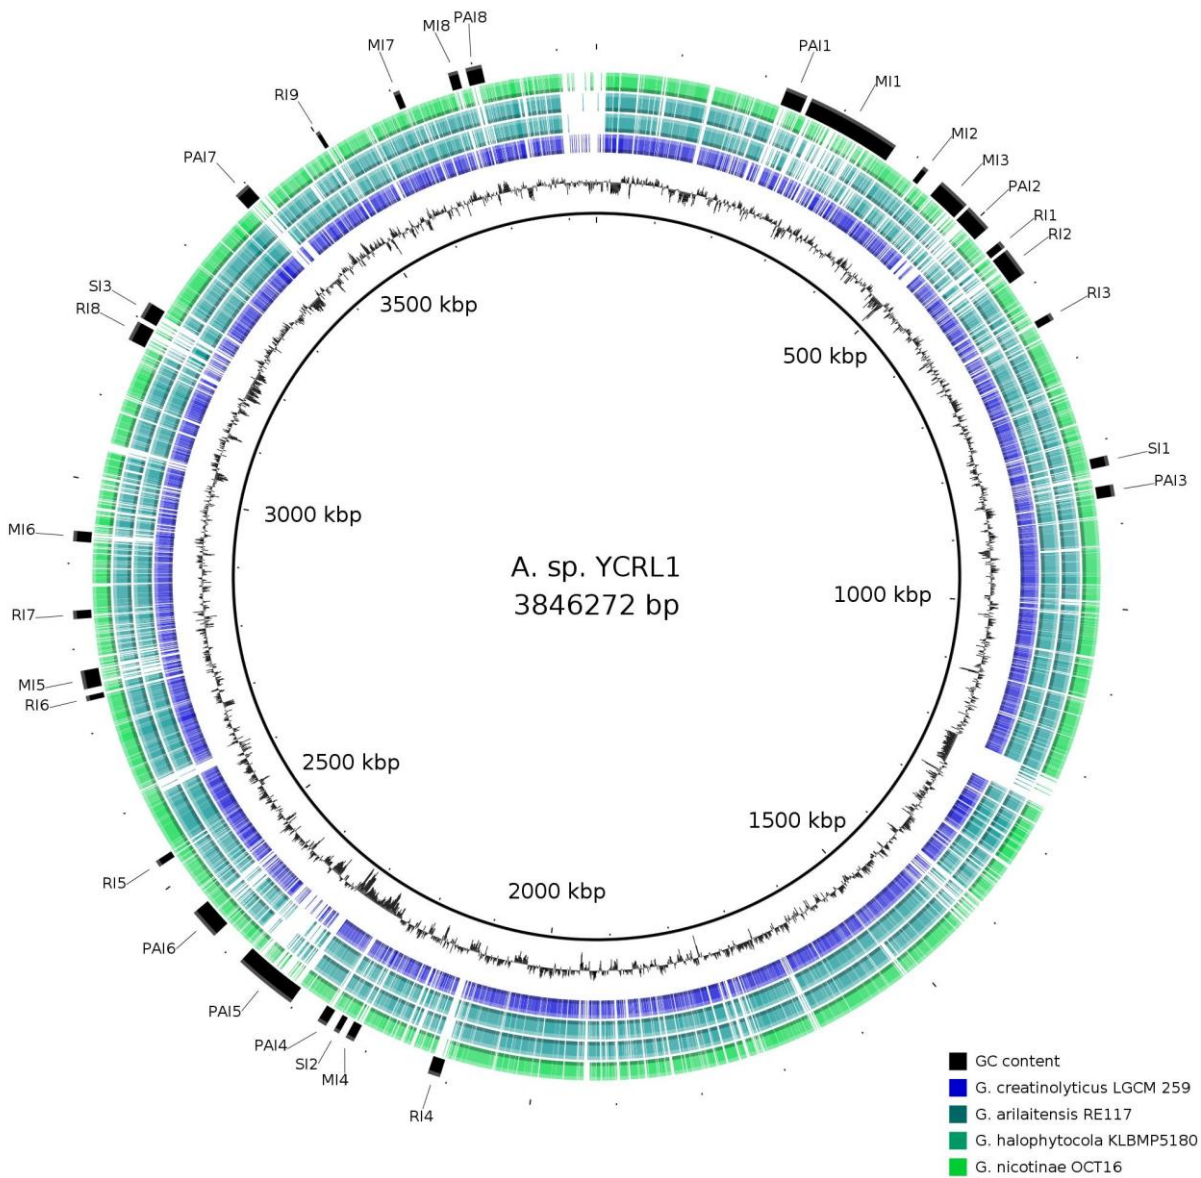 PAI8
MI8
MI7
RI9
PAI7
SI3
RI8
MI6
RI7
MI5
RI6
RI5
PAI6
PAI5
PAI4
SI2
MI4
RI4
PAI1
MI1
MI2
MI3
PAI2
RI1
RI2
RI3
SI1
PAI3
3500 kbp
500 kbp
3000 kbp
A. sp. YCRL1
3846272 bp
1000 kbp
2500 kbp
1500 kbp
2000 kbp
GC content
G. creatinolyticus LGCM 259
G. arilaitensis RE117
G. halophytocola KLBMP5180
G. nicotinae OCT16